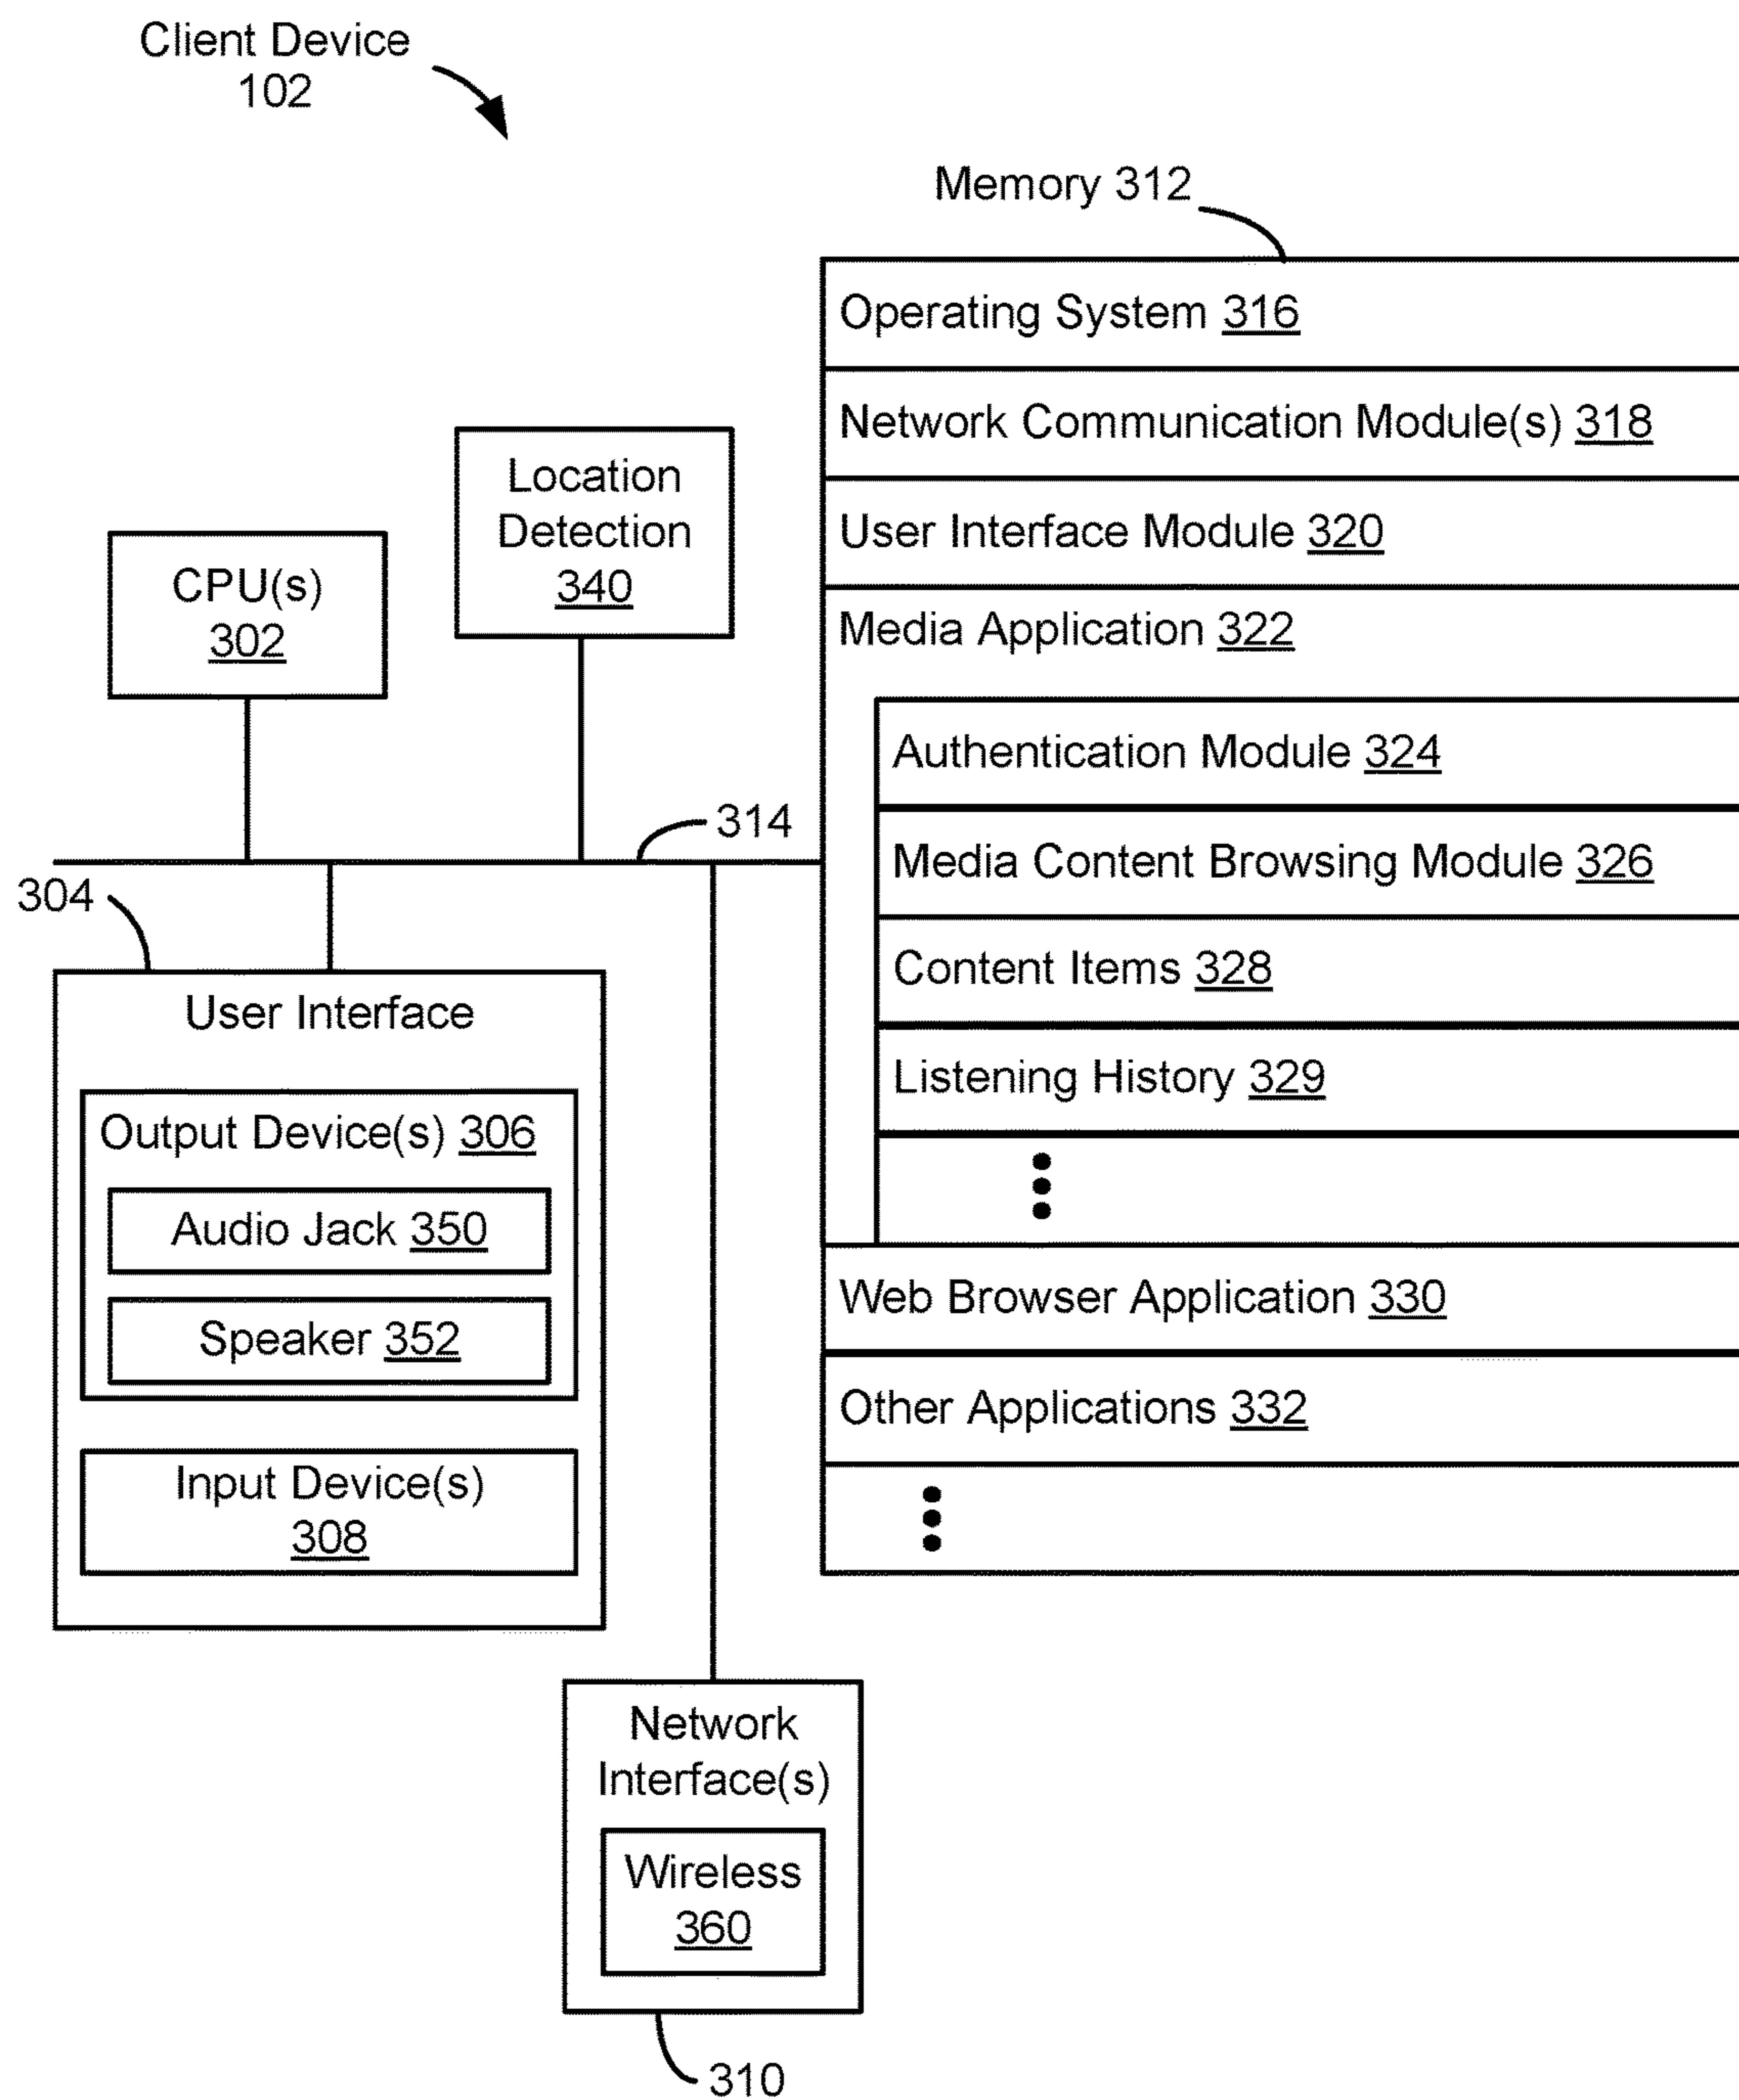 Client Device
102
Memory 312
Operating System 316
Network Communication Module(s) 318
User Interface Module 320
Media Application 322
Authentication Module 324
Media Content Browsing Module 326
Content Items 328
Listening History 329
Web Browser Application 330
Other Applications 332
Location
Detection
340
CPU(s)
302
314
304
User Interface
Output Device(s) 306
Audio Jack 350
Speaker 352
Input Device(s)
308
Network
Interface(s)
Wireless
360
310